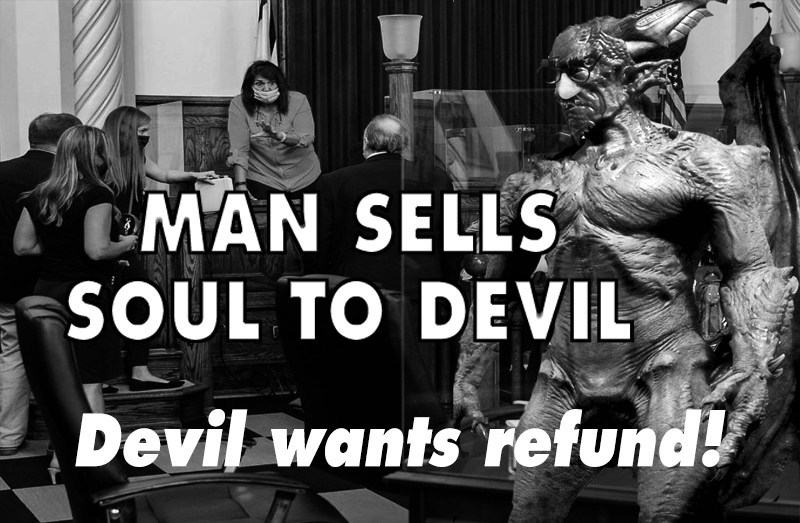 MAN SELLS
SOUL TO DEVIL
Devil wants refund!